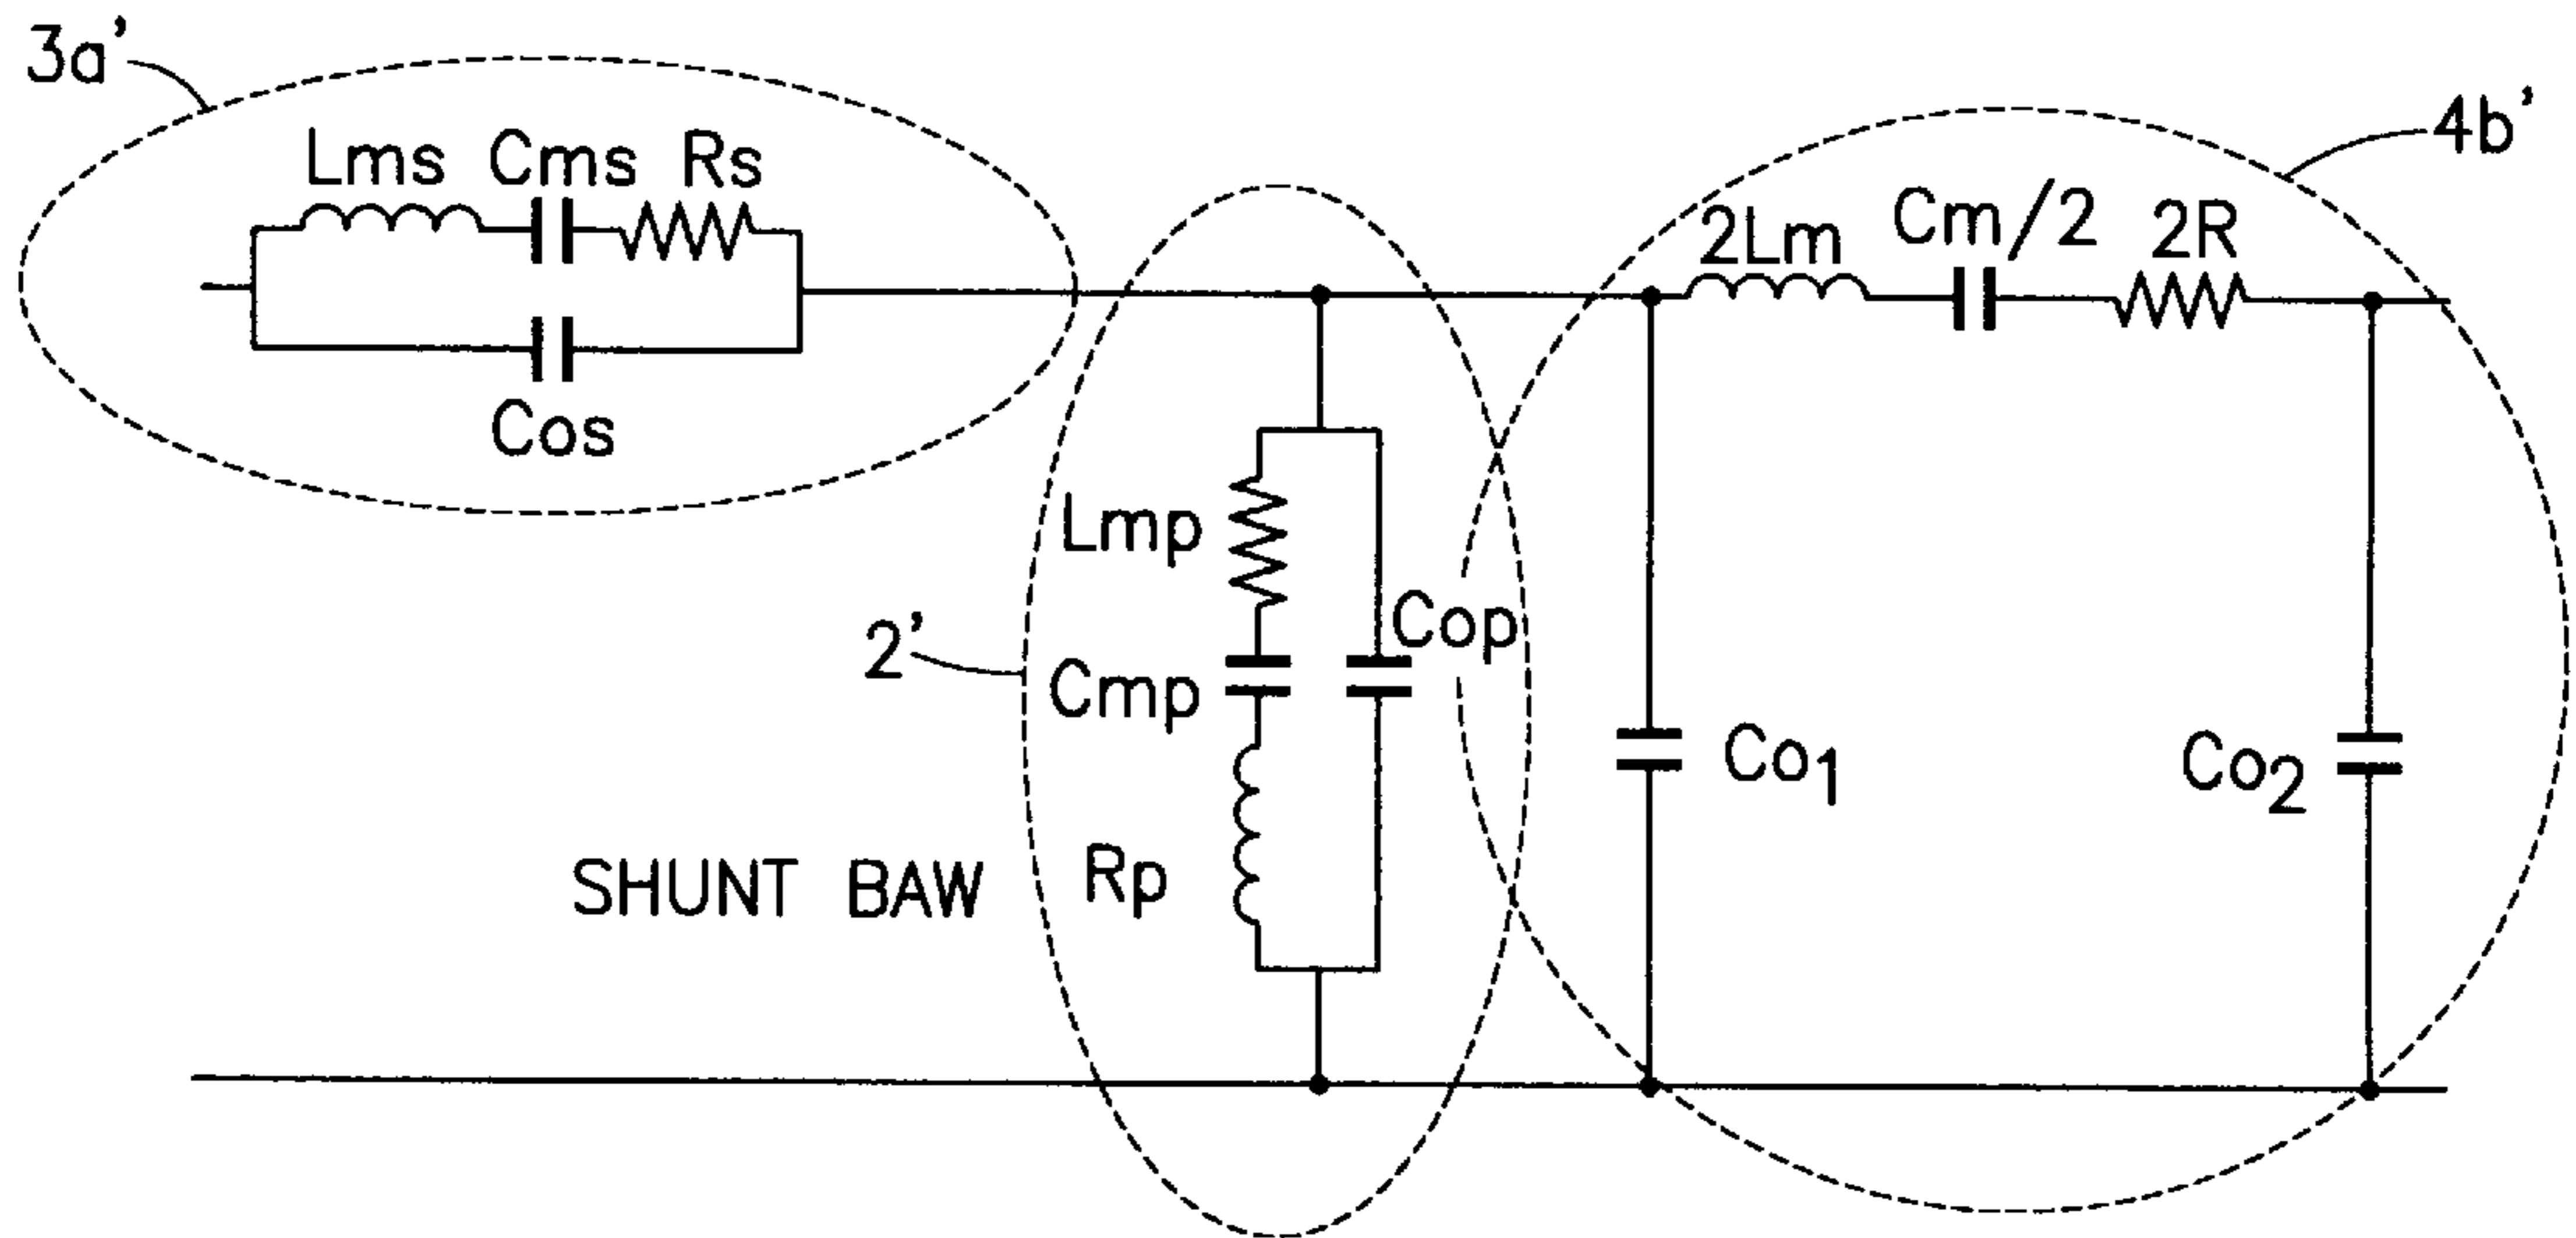 3a'
Lms Cms Rs
Cos
4b'
2Lm Cm/2 2R
Lmp
Cop
2'
Cmp
Co1
Co2
SHUNT BAW
Rp